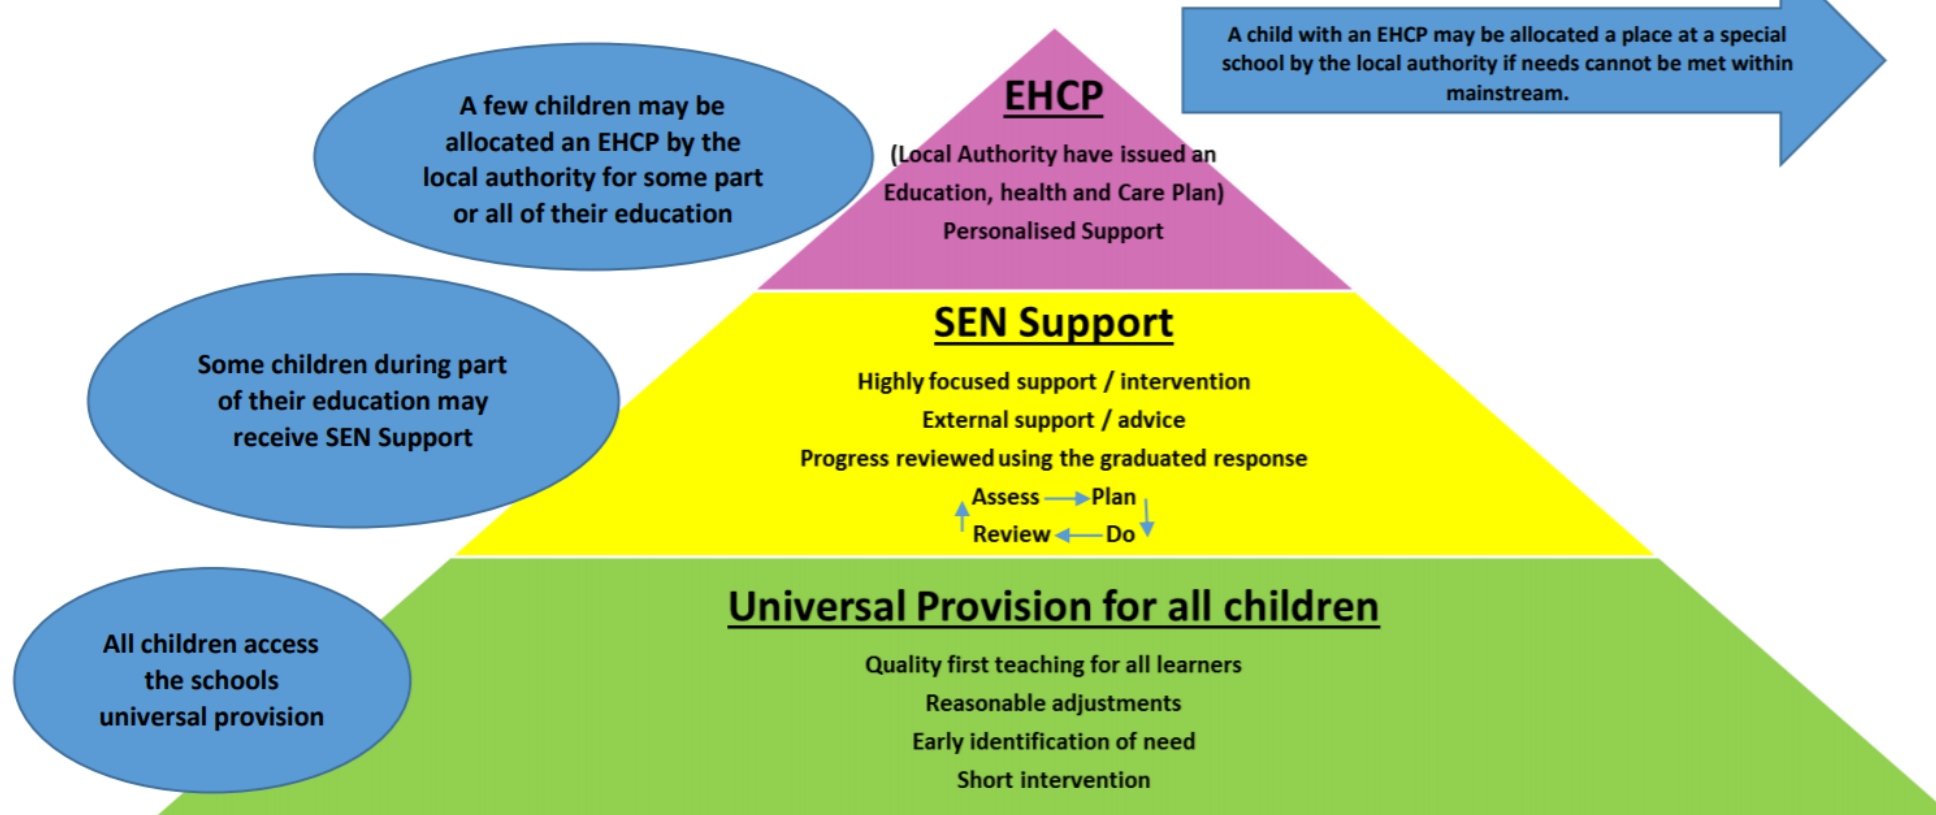 A child with an EHCP may be allocated a place at a special
school by the local authority if needs cannot be met within
mainstream.
A few children may be
allocated an EHCP by the
local authority for some part
or all of their education
EHCP
(Local Authority have issued an
Education, health and Care Plan)
Personalised Support
Some children during part
of their education may
receive SEN Support
SEN Support
Highly focused support / intervention
External support / advice
Progress reviewed using the graduated response
Assess Plan
Review Do
All children access
the schools
universal provision
Universal Provision for all children
Quality first teaching for all learners
Reasonable adjustments
Early identification of need
Short intervention